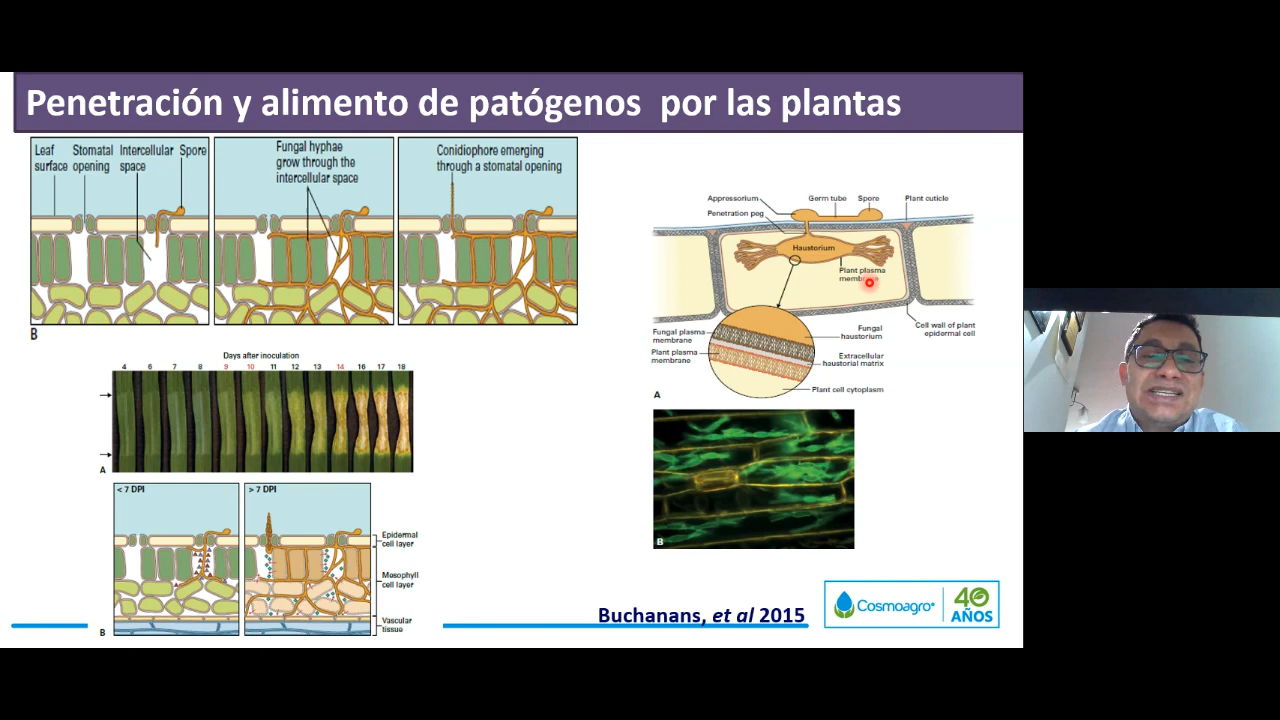 Penetración y alimento de patógenos por las plantas
Leaf surface
Stomatal opening
Intercellular space
Spore
Fungal hyphae
grow through the
intercellular space
Conidiophore emerging
through a stomatal opening
B
Days after inoculation
4 6 7 8 9 10 11 12 13 14 16 17 18
A
< 7 DPI
> 7 DPI
Epidermal
cell layer
Mesophyll
cell layer
Vascular
tissue
B
Appressorium
Germ tube
Spore
Plant cuticle
Penetration peg
Haustorium
Plant plasma
membrane
Cell wall of plant
epidermal cell
Fungal plasma
membrane
Plant plasma
membrane
Fungal
haustorium
Extracellular
haustorial matrix
Plant cell cytoplasm
A
B
Buchanans, et al 2015
Cosmoagro
40
AÑOS